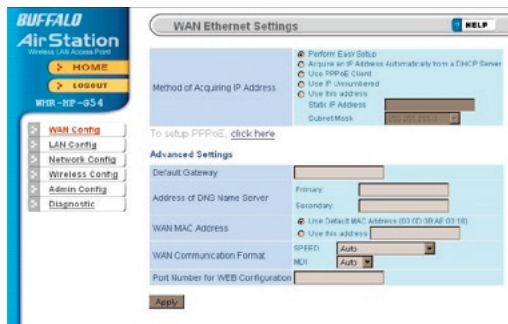 BUFFALO
AirStation
Wireless LAN Access Point
HOME
LOGOUT
WHR-HP-G54
WAN Config
LAN Config
Network Config
Wireless Config
Admin Config
Diagnostic
WAN Ethernet Settings
HELP
Method of Acquiring IP Address
Perform Easy Setup
Acquire an IP Address Automatically from a DHCP Server
Use PPPoE Client
Use IP Unnumbered
Use this address
Static IP Address
Subnet Mask
255.255.255.0
To setup PPPoE, click here
Advanced Settings
Default Gateway
Address of DNS Name Server
Primary:
Secondary:
WAN MAC Address
Use Default MAC Address
Use this address
WAN Communication Format
SPEED Auto
MDI Auto
Port Number for WEB Configuration
Apply